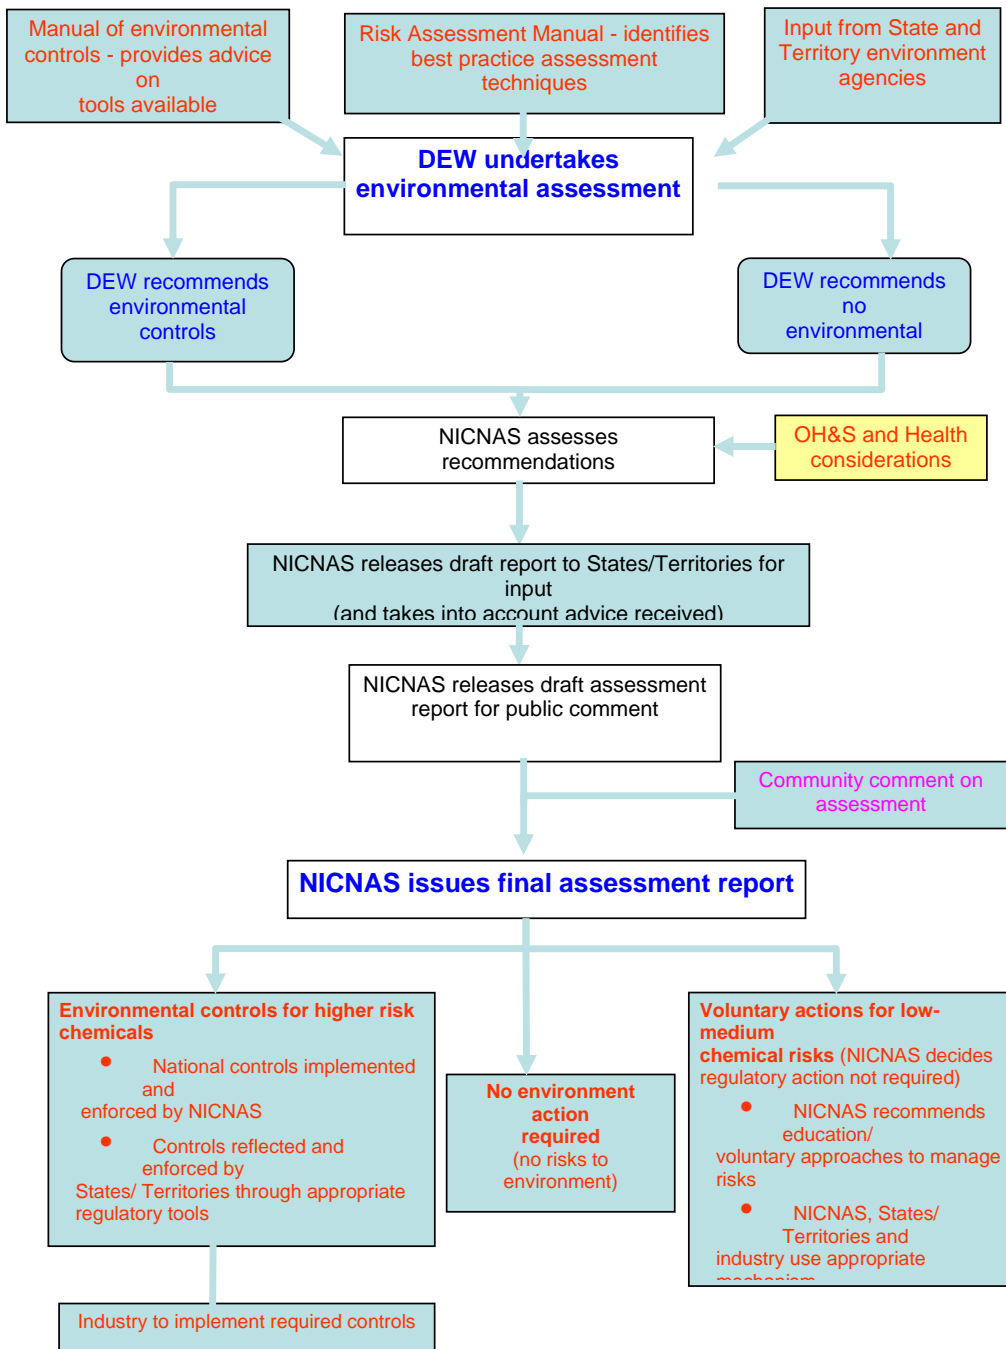 Manual of environmental
controls - provides advice
on
tools available
Risk Assessment Manual - identifies
best practice assessment
techniques
Input from State and
Territory environment
agencies
DEW undertakes
environmental assessment
DEW recommends
environmental
controls
DEW recommends
no
environmental
NICNAS assesses
recommendations
OH&S and Health
considerations
NICNAS releases draft report to States/Territories for
input
(and takes into account advice received)
NICNAS releases draft assessment
report for public comment
Community comment on
assessment
NICNAS issues final assessment report
Environmental controls for higher risk
chemicals
• National controls implemented
and
enforced by NICNAS
• Controls reflected and
enforced by
States/ Territories through appropriate
regulatory tools
No environment
action
required
(no risks to
environment)
Voluntary actions for low-
medium
chemical risks (NICNAS decides
regulatory action not required)
• NICNAS recommends
education/
voluntary approaches to manage
risks
• NICNAS, States/
Territories and
industry use appropriate
mechanism
Industry to implement required controls